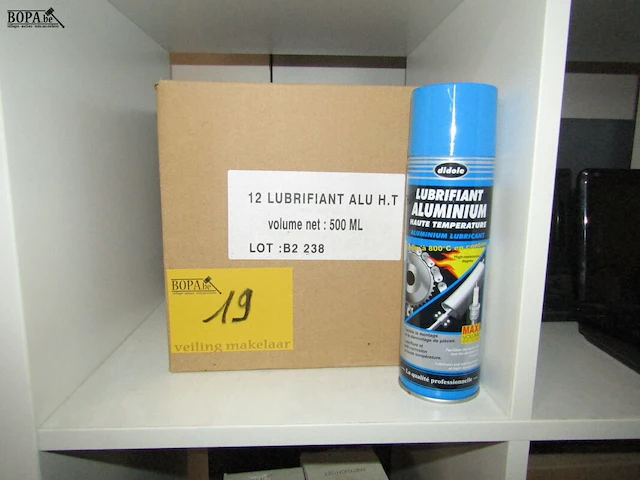 BOPA.be
12 LUBRIFIANT ALU H.T
volume net : 500 ML
LOT :B2 238
BOPA.be
19
veiling makelaar
didole
LUBRIFIANT
ALUMINIUM
HAUTE TEMPERATURE
ALUMINIUM LUBRICANT
800°C
MAXI
La qualité professionnelle